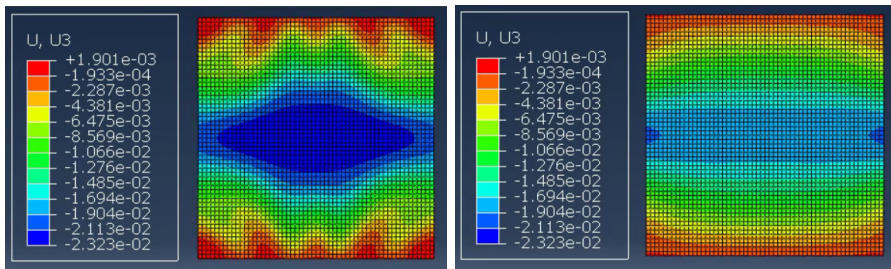 U, U3
+1.901e-03
-1.933e-04
-2.287e-03
-4.381e-03
-6.475e-03
-8.569e-03
-1.066e-02
-1.276e-02
-1.485e-02
-1.694e-02
-1.904e-02
-2.113e-02
-2.323e-02
U, U3
+1.901e-03
-1.933e-04
-2.287e-03
-4.381e-03
-6.475e-03
-8.569e-03
-1.066e-02
-1.276e-02
-1.485e-02
-1.694e-02
-1.904e-02
-2.113e-02
-2.323e-02